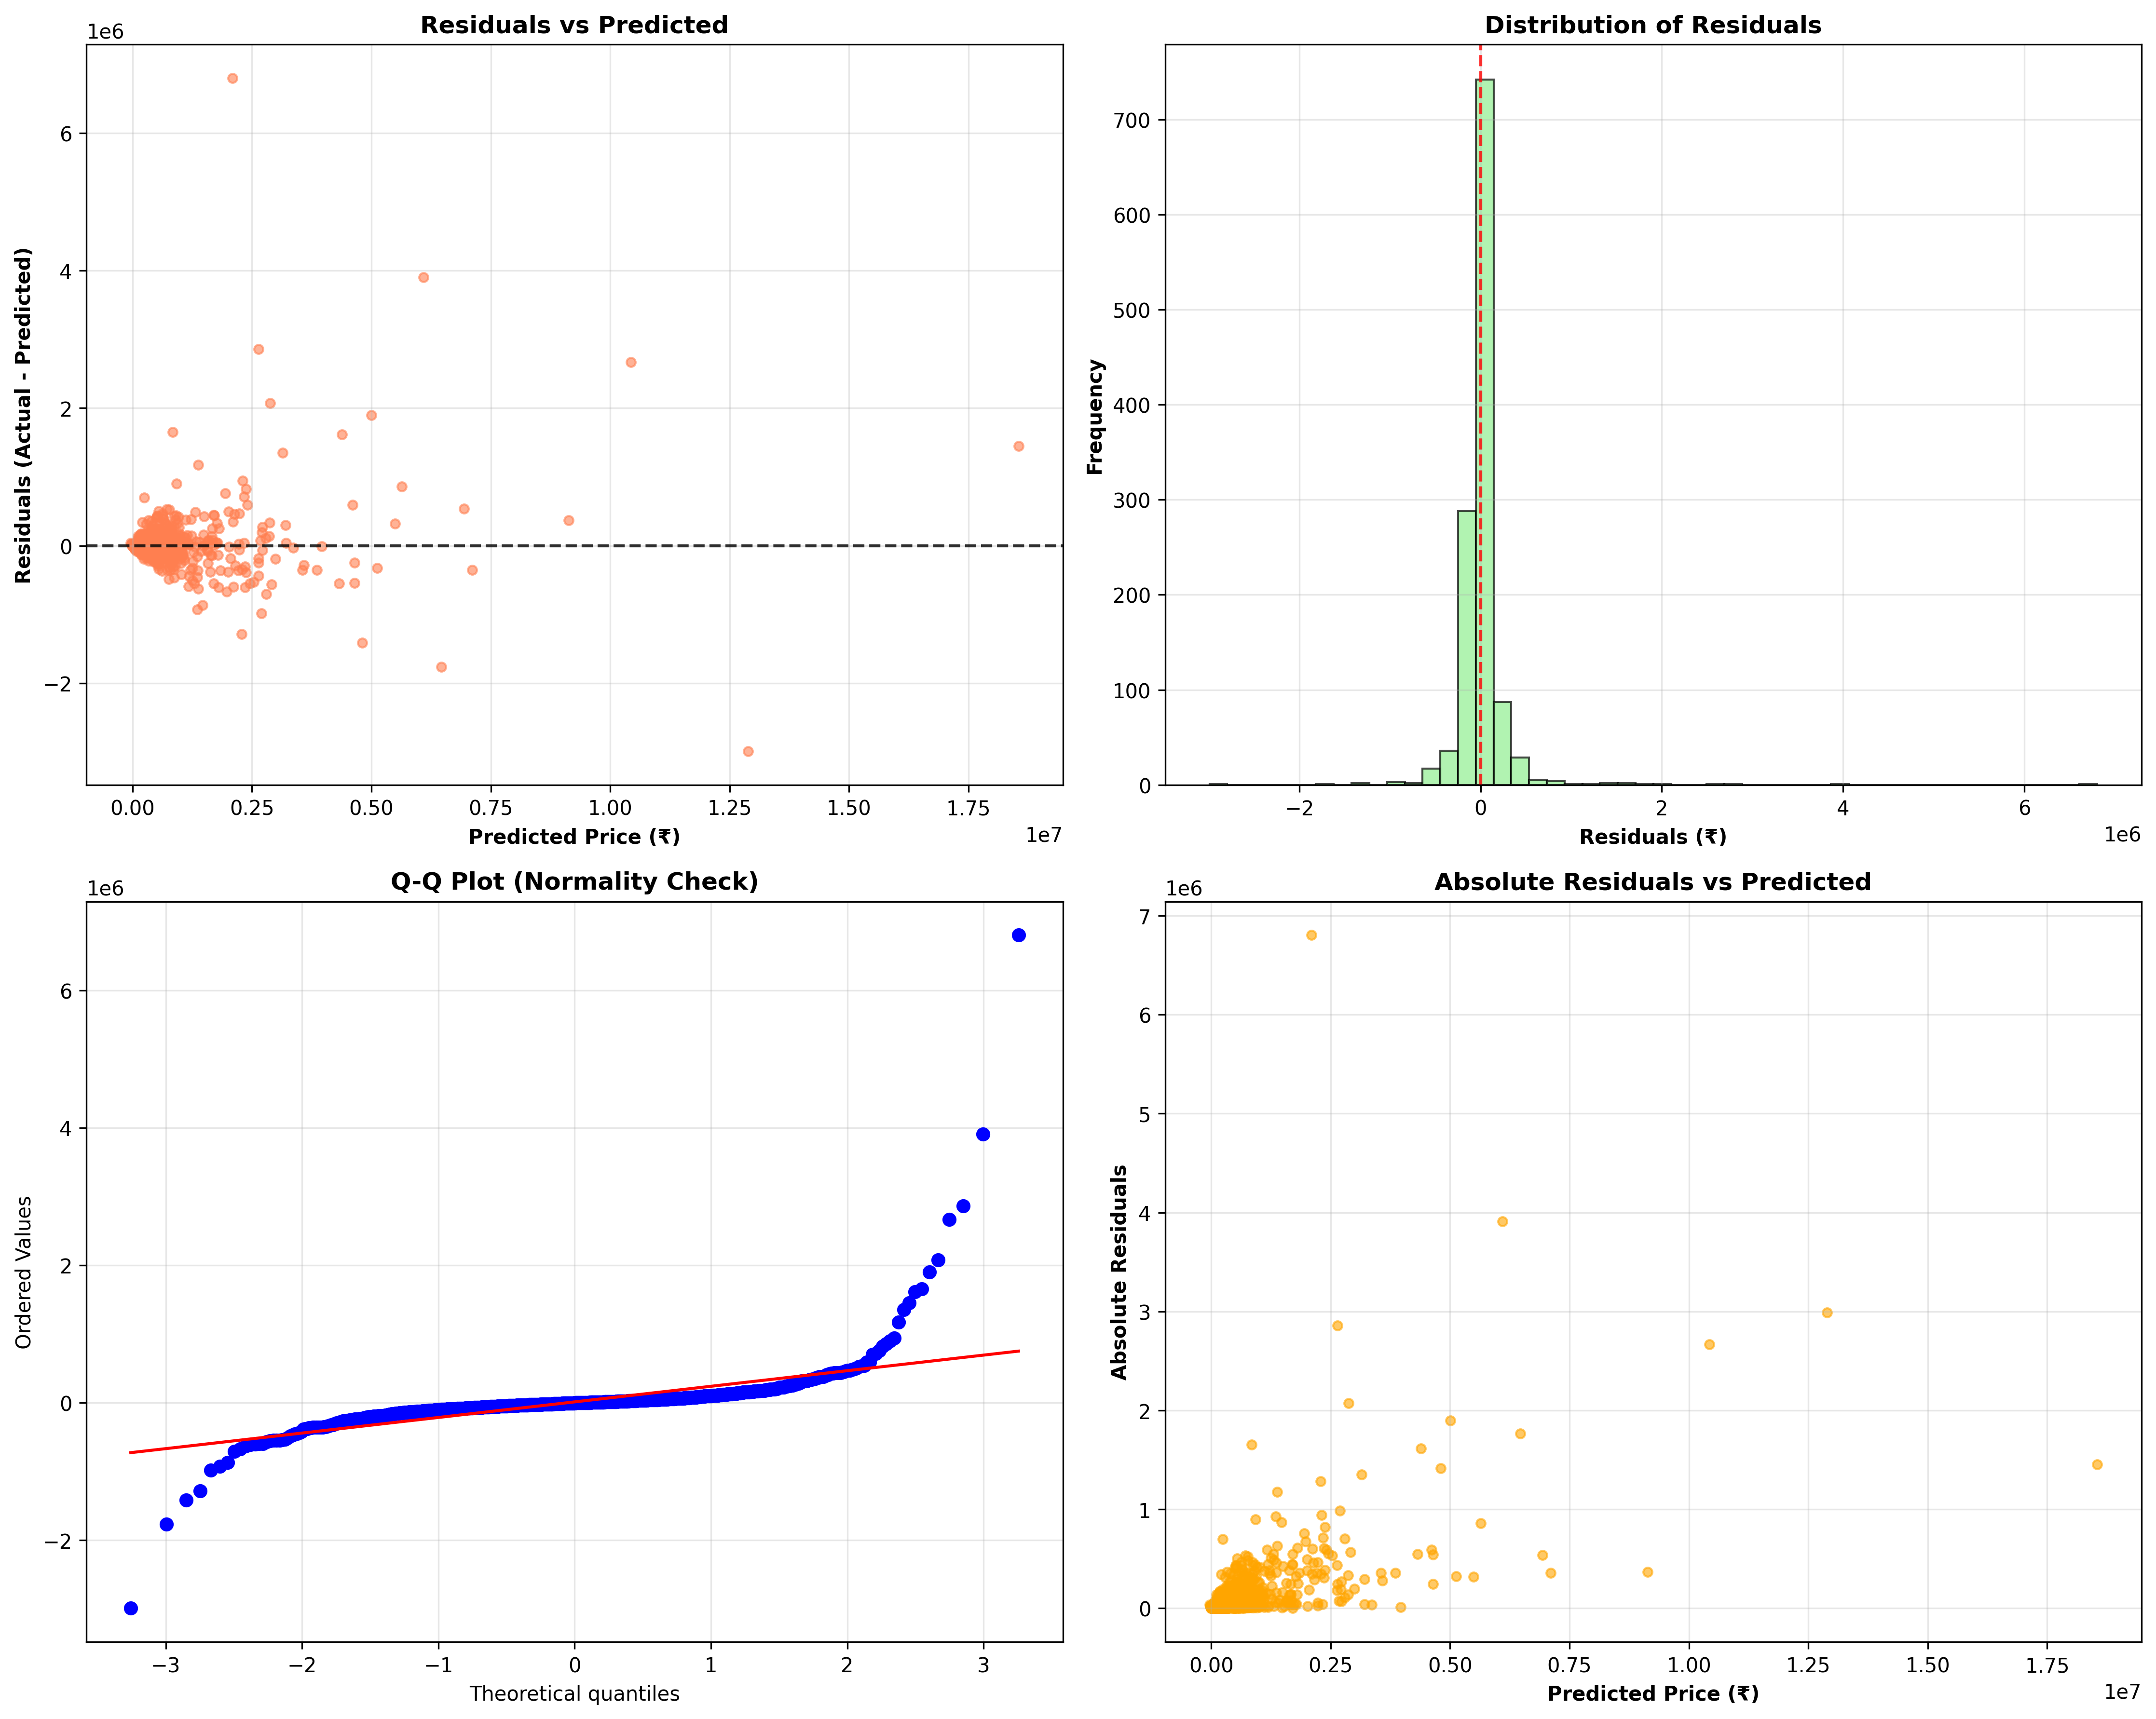 Residuals vs Predicted
1e6
6
4
2
0
−2
Residuals (Actual - Predicted)
0.00 0.25 0.50 0.75 1.00 1.25 1.50 1.75
1e7
Predicted Price (₹)
Distribution of Residuals
700
600
500
400
300
200
100
0
Frequency
−2 0 2 4 6
1e6
Residuals (₹)
Q-Q Plot (Normality Check)
1e6
6
4
2
0
−2
Ordered Values
−3 −2 −1 0 1 2 3
Theoretical quantiles
Absolute Residuals vs Predicted
1e6
7
6
5
4
3
2
1
0
Absolute Residuals
0.00 0.25 0.50 0.75 1.00 1.25 1.50 1.75
1e7
Predicted Price (₹)